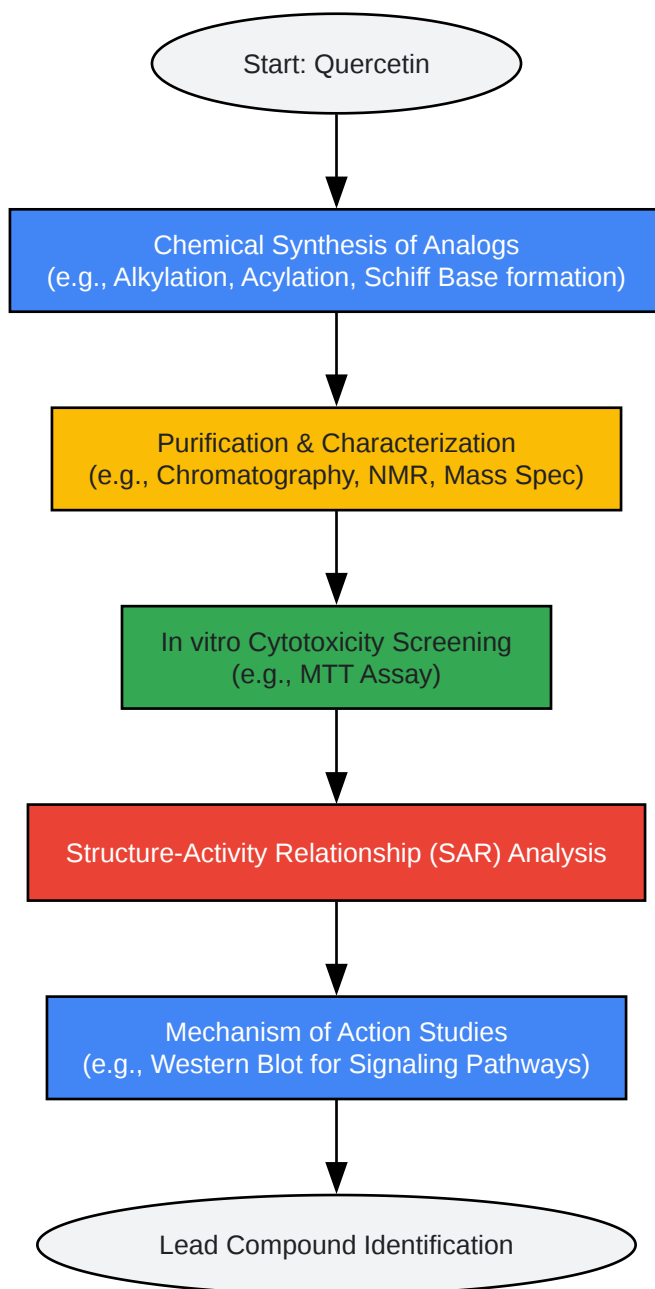 Start: Quercetin
Chemical Synthesis of Analogs
(e.g., Alkylation, Acylation, Schiff Base formation)
Purification & Characterization
(e.g., Chromatography, NMR, Mass Spec)
In vitro Cytotoxicity Screening
(e.g., MTT Assay)
Structure-Activity Relationship (SAR) Analysis
Mechanism of Action Studies
(e.g., Western Blot for Signaling Pathways)
Lead Compound Identification